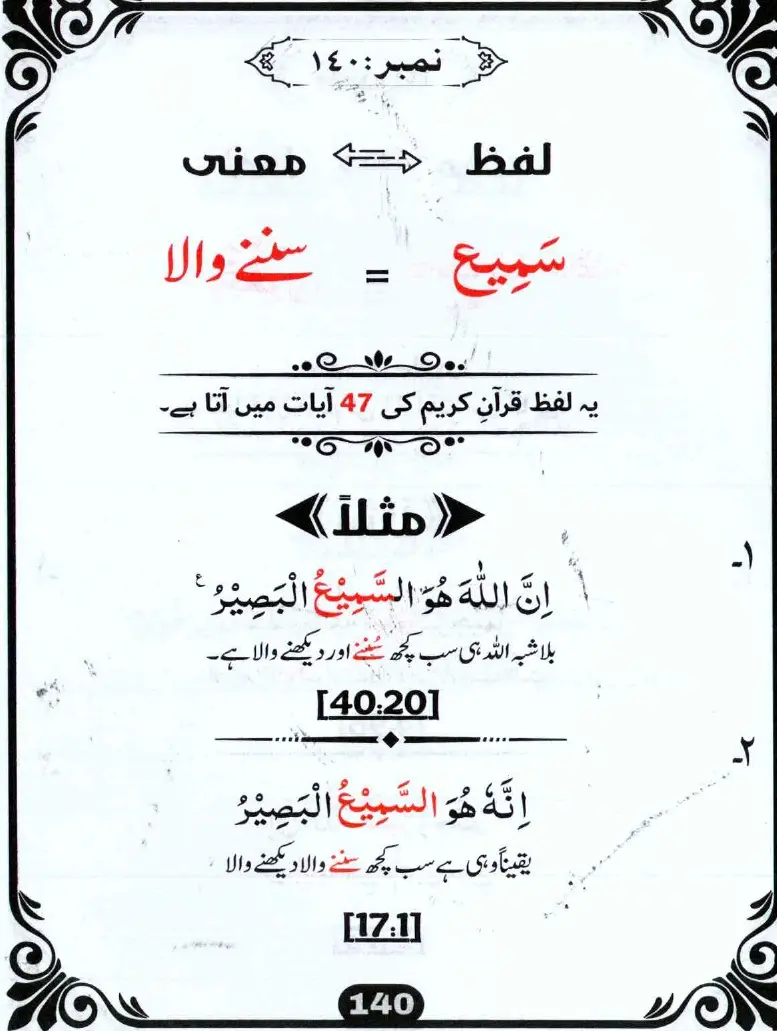 نمبر:۱٤۰
لفظ ⇐⇒ معنی
سَمِیع = سننے والا
یہ لفظ قرآنِ کریم کی 47 آیات میں آتا ہے۔
مثلاً
۱۔
اِنَّ اللّٰهَ هُوَ السَّمِیْعُ الْبَصِیْرُ ع
بلاشبہ اللہ ہی سب کچھ سُننے اور دیکھنے والا ہے۔
[40:20]
۲۔
اِنَّهٗ هُوَ السَّمِیْعُ الْبَصِیْرُ
یقیناً وہی ہے سب کچھ سننے والا دیکھنے والا
[17:1]
140